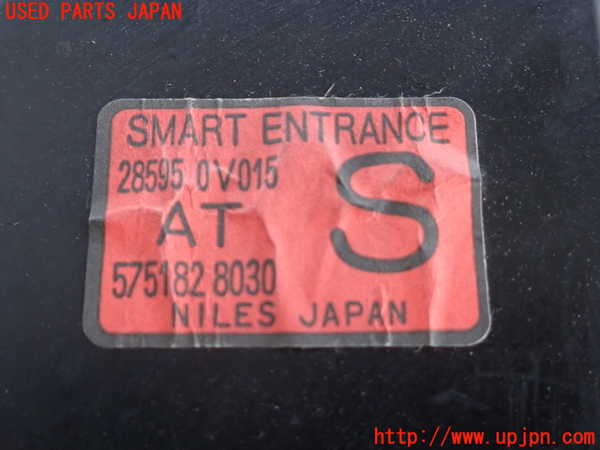 USED PARTS JAPAN
SMART ENTRANCE
28595 0V015
AT S
575182 8030
NILES JAPAN
http://www.upjpn.com